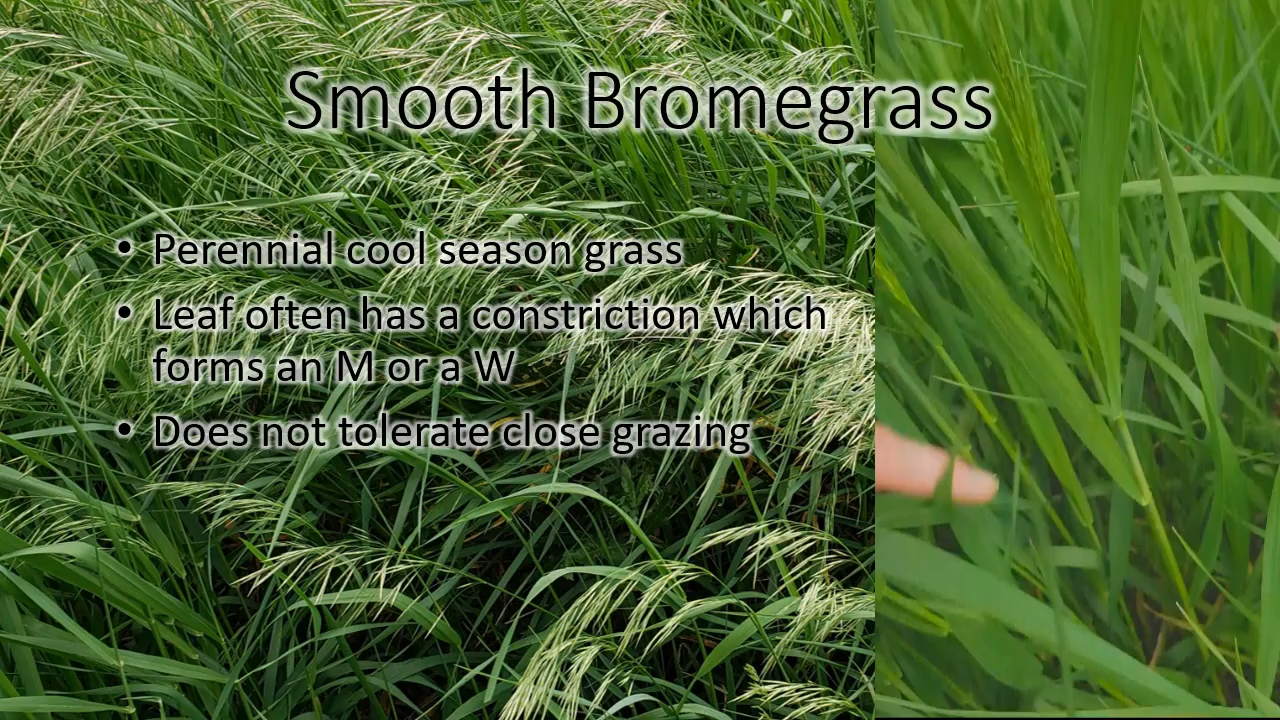 Smooth Bromegrass
• Perennial cool season grass
• Leaf often has a constriction which
forms an M or a W
• Does not tolerate close grazing